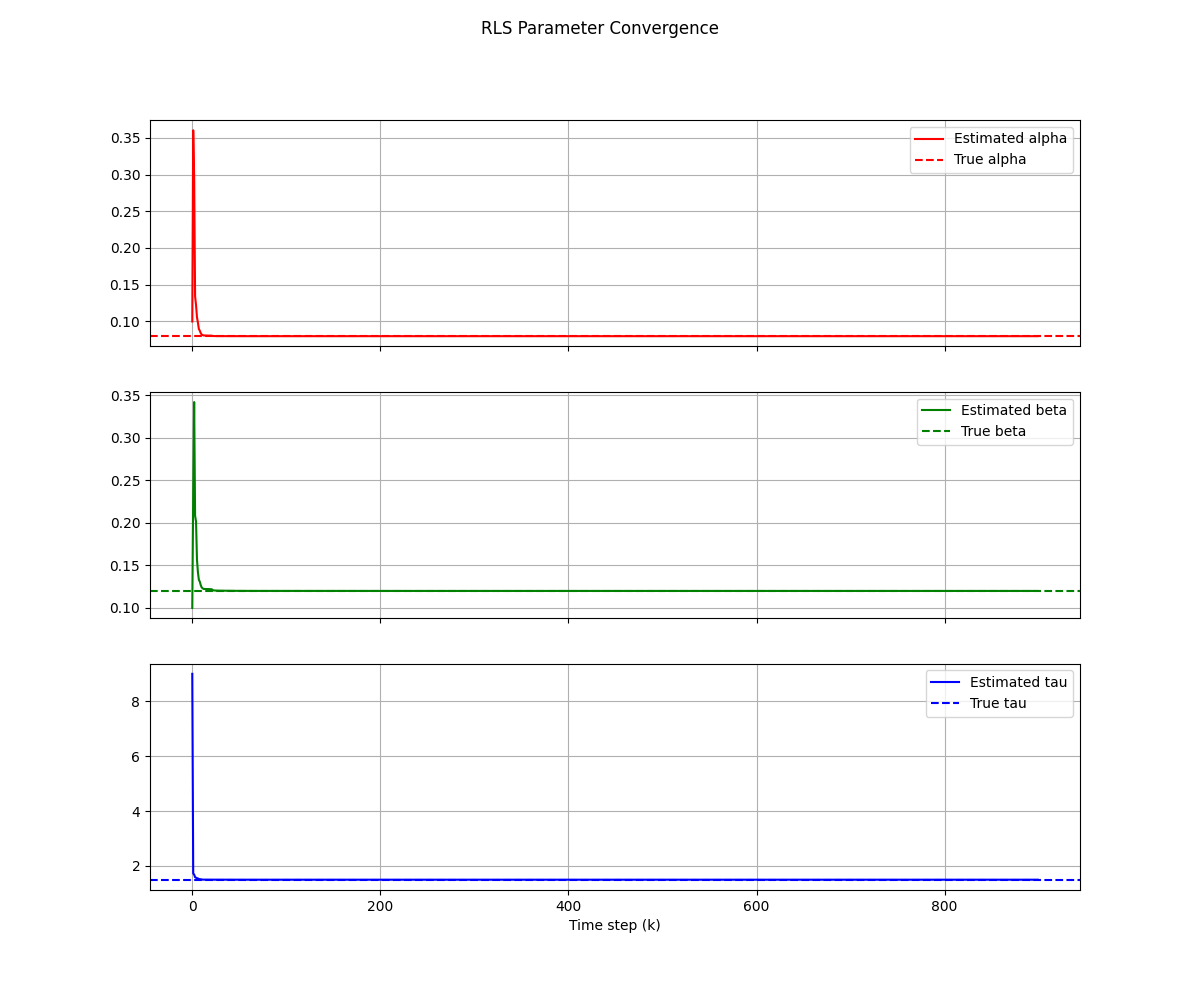 RLS Parameter Convergence
0.35
0.30
0.25
0.20
0.15
0.10
Estimated alpha
True alpha
0.35
0.30
0.25
0.20
0.15
0.10
Estimated beta
True beta
8
6
4
2
Estimated tau
True tau
0 200 400 600 800
Time step (k)